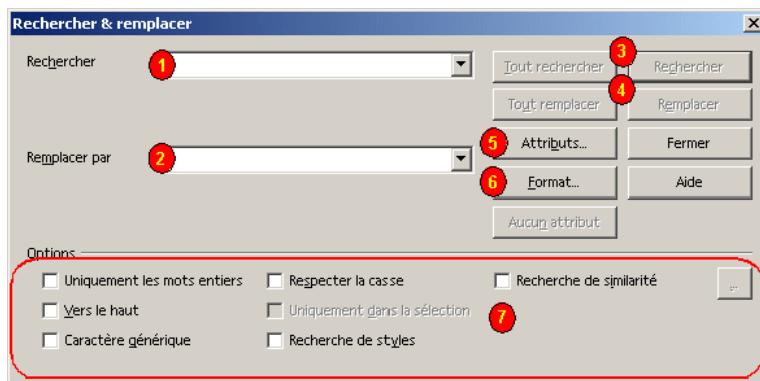 Rechercher & remplacer
Rechercher
1
Tout rechercher
3
Rechercher
Tout remplacer
4
Remplacer
Remplacer par
2
5
Attributs...
Fermer
6
Format...
Aide
Aucun attribut
Options
Uniquement les mots entiers
Respecter la casse
Recherche de similarité
...
Vers le haut
Uniquement dans la sélection
7
Caractère générique
Recherche de styles